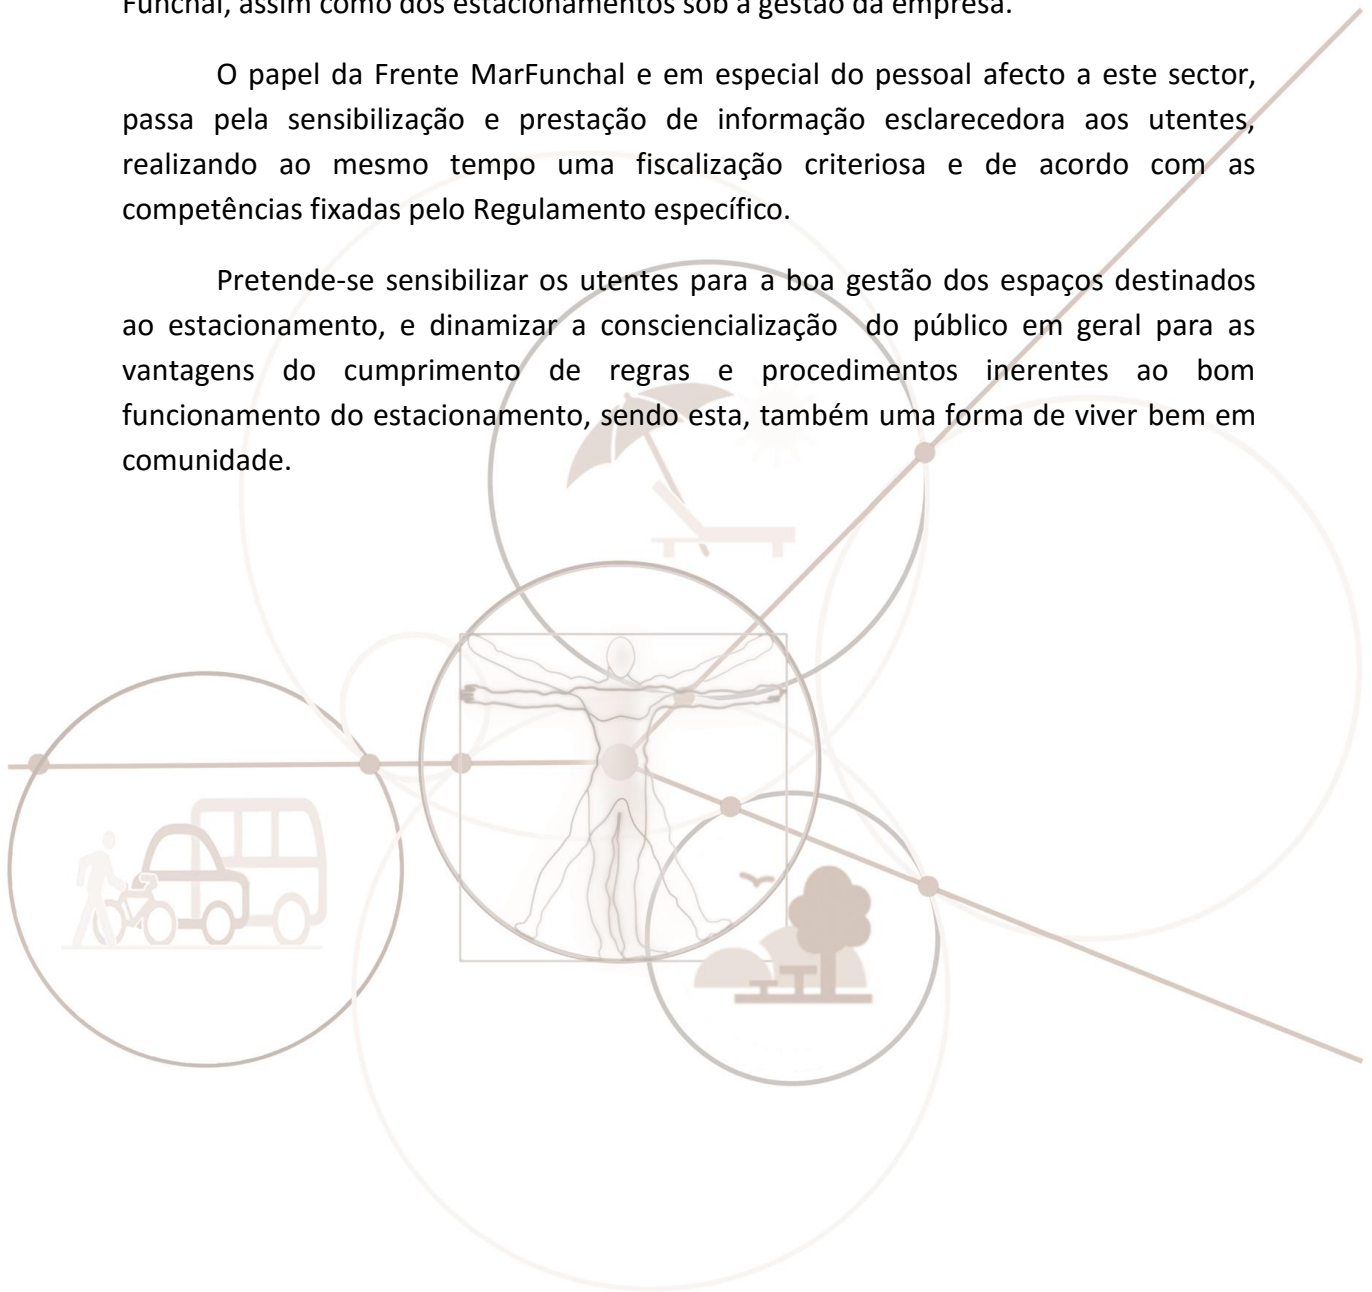 Funchal, assim como dos estacionamentos sob a gestão da empresa.
O papel da Frente MarFunchal e em especial do pessoal afecto a este sector,
passa pela sensibilização e prestação de informação esclarecedora aos utentes,
realizando ao mesmo tempo uma fiscalização criteriosa e de acordo com as
competências fixadas pelo Regulamento específico.
Pretende-se sensibilizar os utentes para a boa gestão dos espaços destinados
ao estacionamento, e dinamizar a consciencialização do público em geral para as
vantagens do cumprimento de regras e procedimentos inerentes ao bom
funcionamento do estacionamento, sendo esta, também uma forma de viver bem em
comunidade.